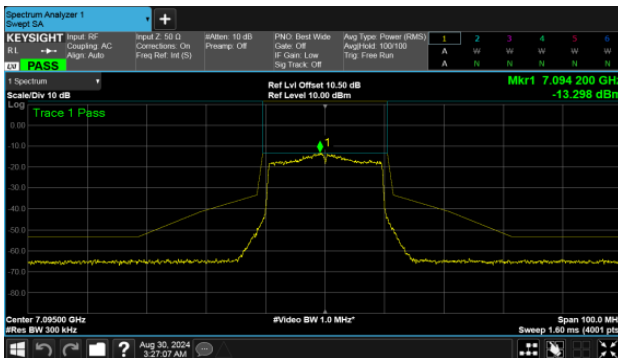 Spectrum Analyzer 1
Swept SA
+
KEYSIGHT Input: RF Input Z: 50 Ω #Atten: 10 dB PNO: Best Wide Avg Type: Power (RMS) 1 2 3 4 5 6
RL Coupling: AC Corrections: On Preamp: Off Gate: Off Avg|Hold: 100/100 A W W W W W
Align: Auto Freq Ref: Int (S) IF Gain: Low Trig: Free Run
LXI PASS Sig Track: Off A N N N N N
1 Spectrum Ref Lvl Offset 10.50 dB Mkr1 7.094 200 GHz
Scale/Div 10 dB Ref Level 10.00 dBm -13.298 dBm
Log
Trace 1 Pass
0.00
1
-10.0
-20.0
-30.0
-40.0
-50.0
-60.0
-70.0
-80.0
Center 7.09500 GHz #Video BW 1.0 MHz* Span 100.0 MH
#Res BW 300 kHz Sweep 1.60 ms (4001 pts
? Aug 30, 2024
3:27:07 AM